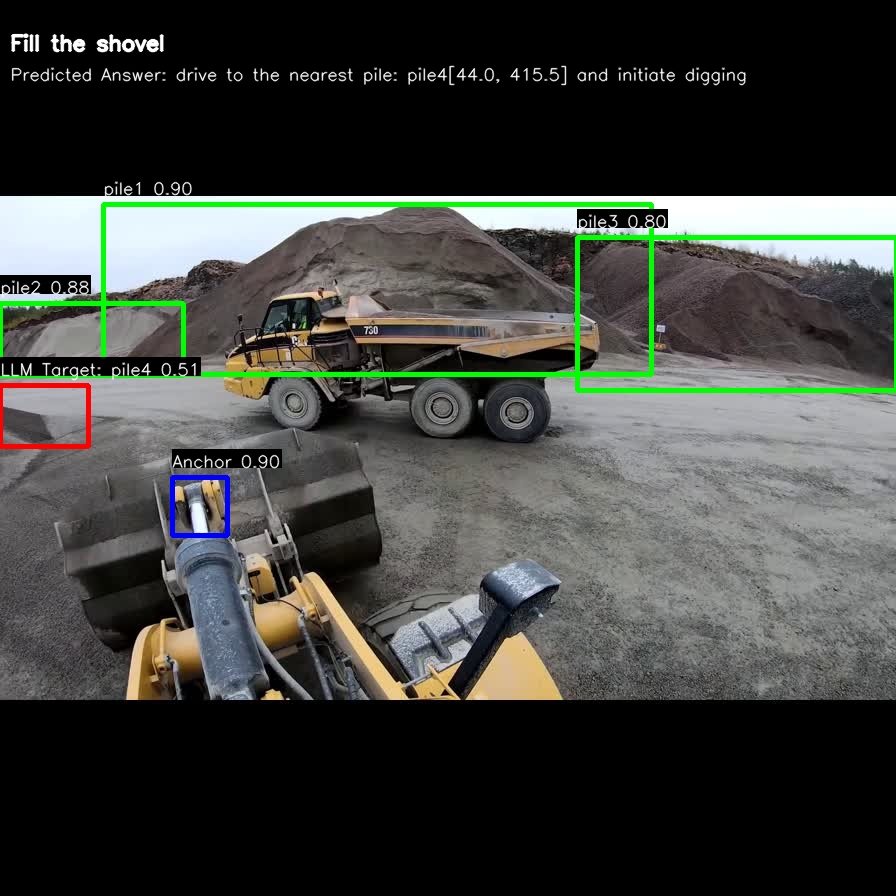 Fill the shovel
Predicted Answer: drive to the nearest pile: pile4[44.0, 415.5] and initiate digging
pile1 0.90
pile3 0.80
pile2 0.88
730
LLM Target: pile4 0.51
Anchor 0.90